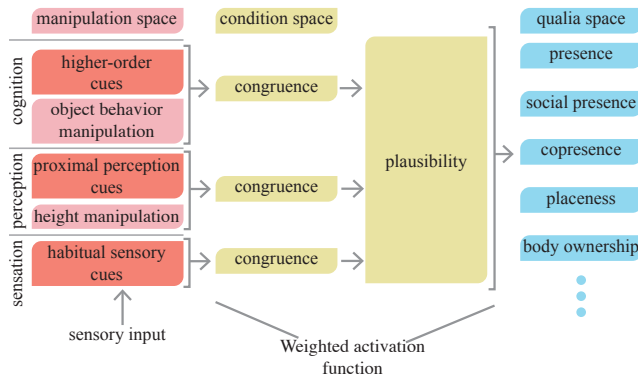 manipulation space
condition space
qualia space
cognition
higher-order
cues
object behavior
manipulation
congruence
perception
proximal perception
cues
height manipulation
congruence
sensation
habitual sensory
cues
congruence
plausibility
presence
social presence
copresence
placeness
body ownership
sensory input
Weighted activation
function